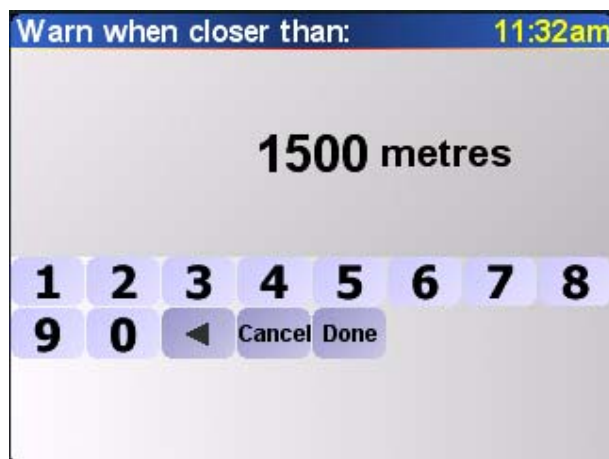 Warn when closer than: 11:32am
1500 metres
1 2 3 4 5 6 7 8
9 0 ◀ Cancel Done